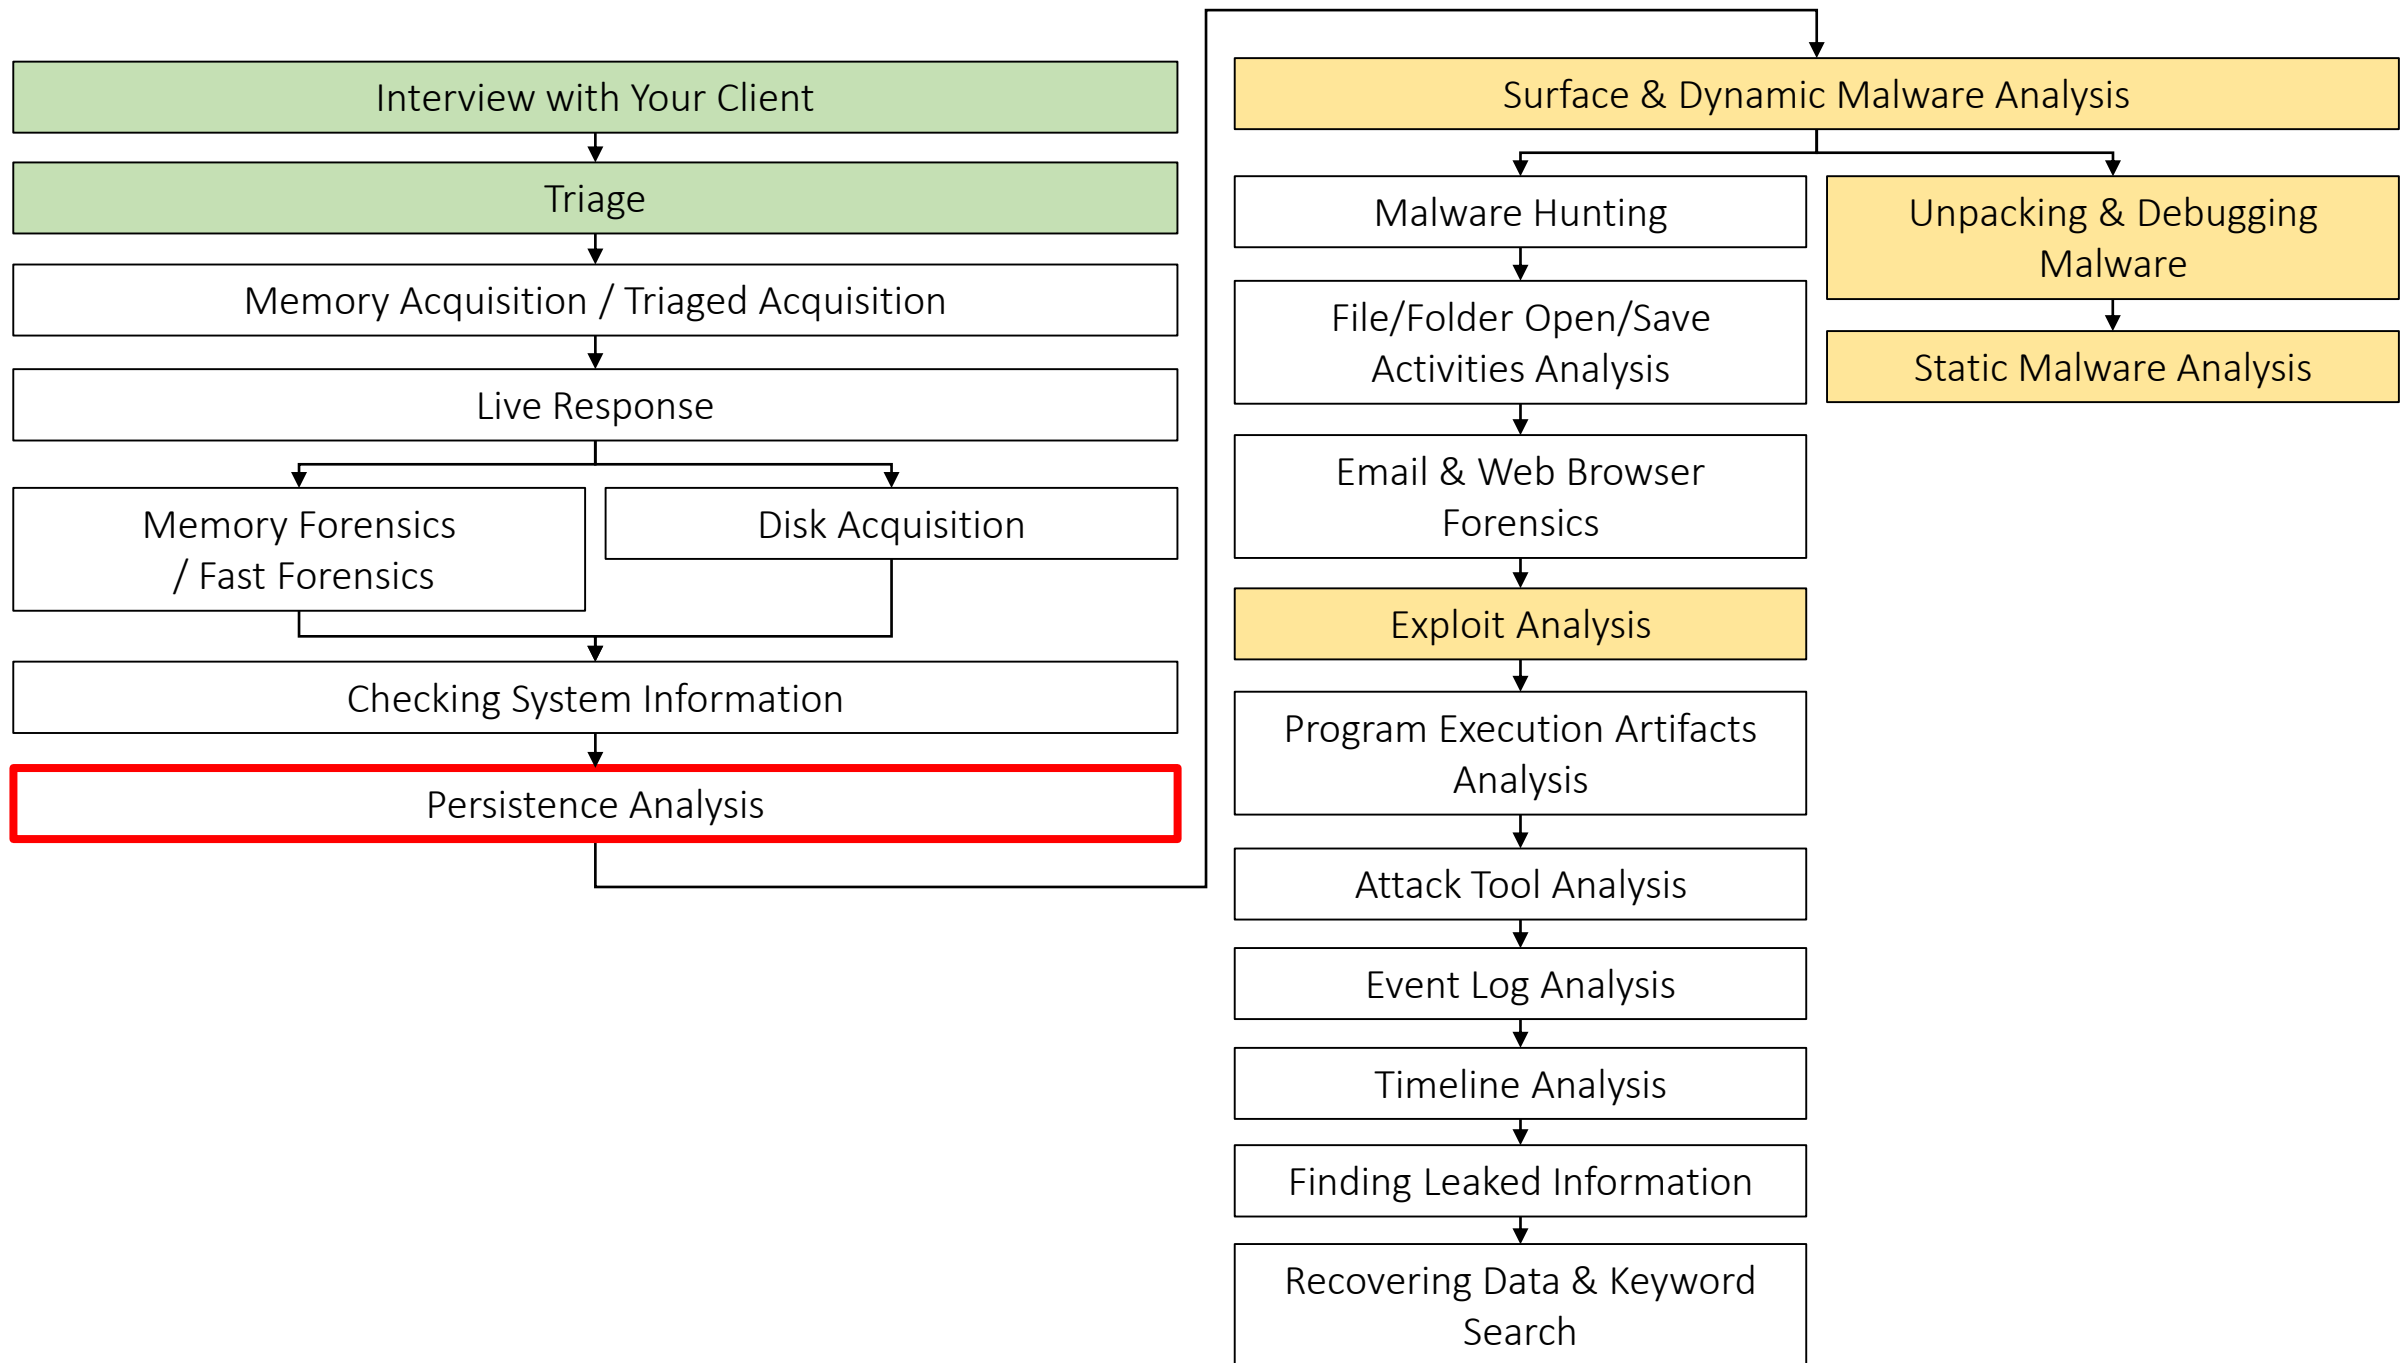 Interview with Your Client
Triage
Memory Acquisition / Triaged Acquisition
Live Response
Memory Forensics
/ Fast Forensics
Disk Acquisition
Checking System Information
Persistence Analysis
Surface & Dynamic Malware Analysis
Malware Hunting
File/Folder Open/Save
Activities Analysis
Email & Web Browser
Forensics
Exploit Analysis
Program Execution Artifacts
Analysis
Attack Tool Analysis
Event Log Analysis
Timeline Analysis
Finding Leaked Information
Recovering Data & Keyword
Search
Unpacking & Debugging
Malware
Static Malware Analysis